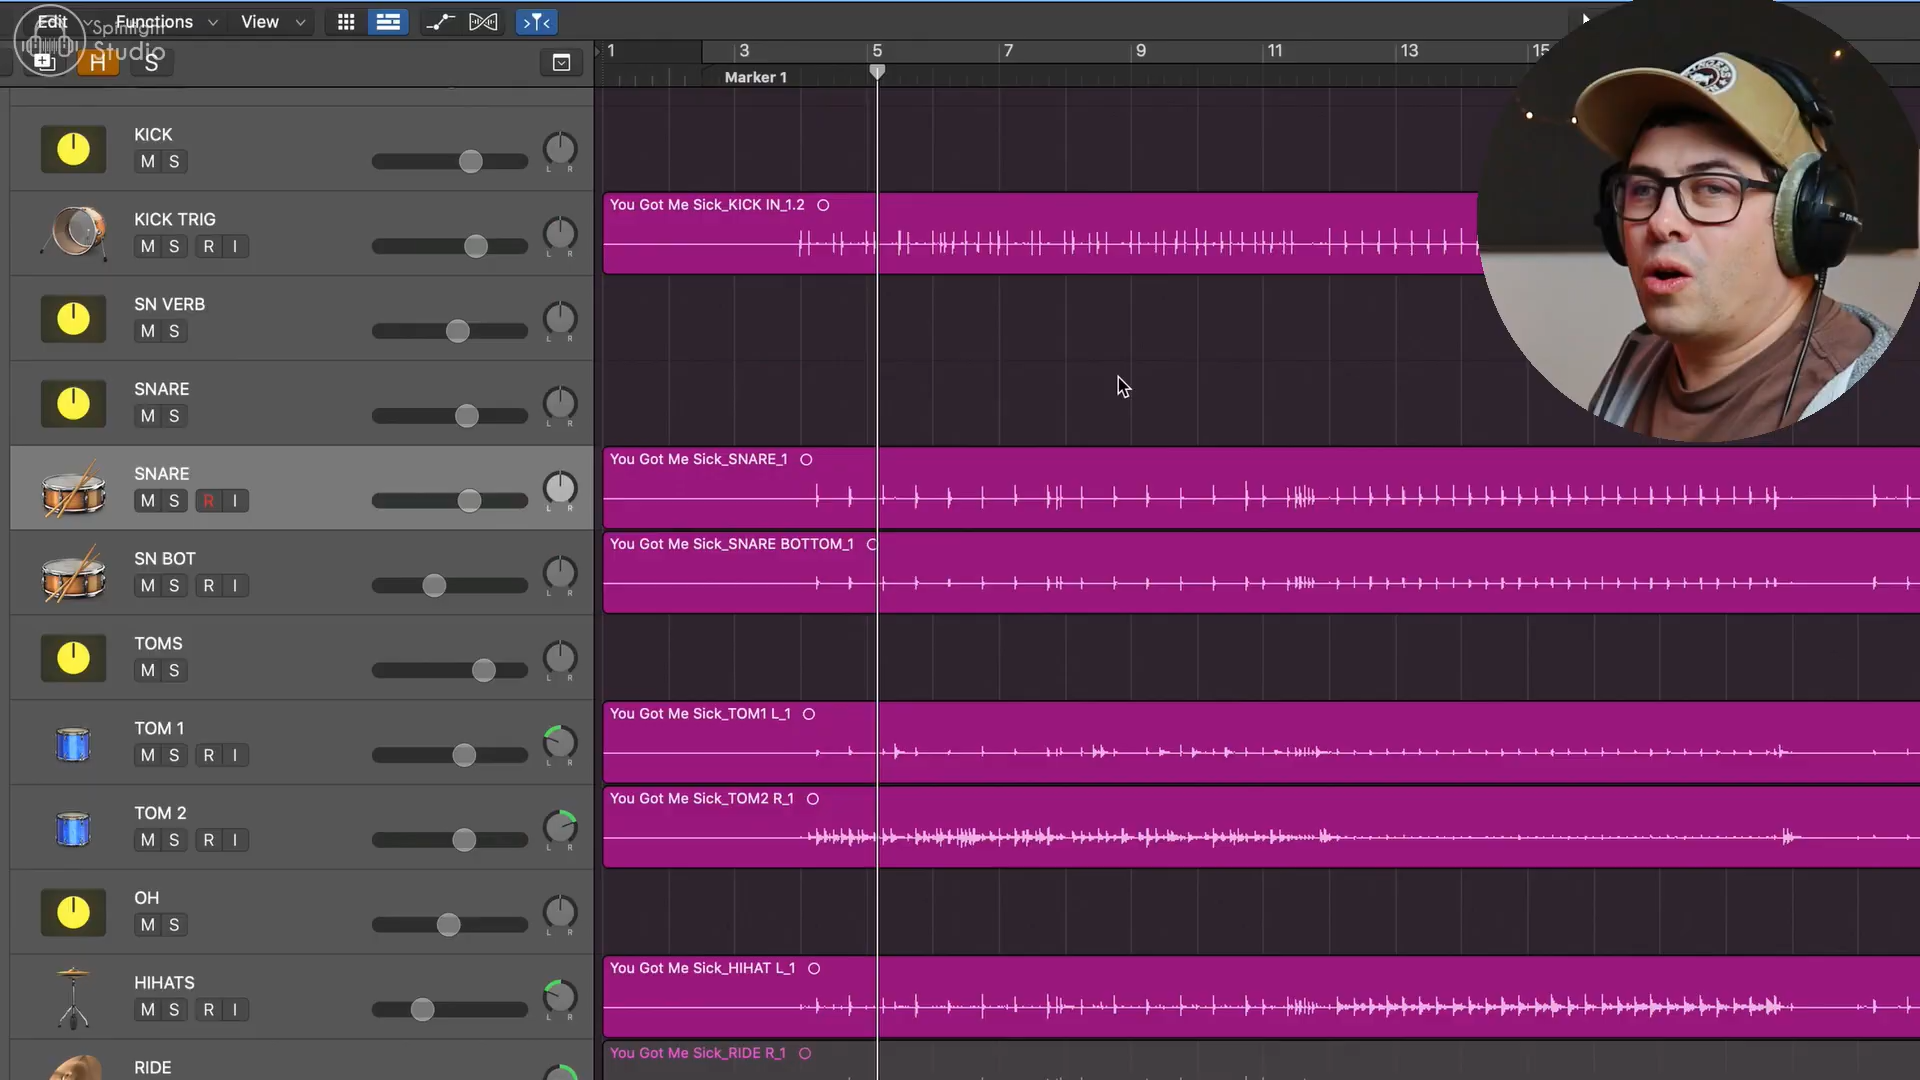 Edit
Functions
View
Spinlight
Studio
H
S
1
3
5
7
9
11
13
15
Marker 1
KICK
M S
L R
You Got Me Sick_KICK IN_1.2
KICK TRIG
M S R I
L R
SN VERB
M S
L R
SNARE
M S
L R
You Got Me Sick_SNARE_1
SNARE
M S R I
L R
You Got Me Sick_SNARE BOTTOM_1
SN BOT
M S R I
L R
TOMS
M S
L R
You Got Me Sick_TOM1 L_1
TOM 1
M S R I
L R
You Got Me Sick_TOM2 R_1
TOM 2
M S R I
L R
OH
M S
L R
You Got Me Sick_HIHAT L_1
HIHATS
M S R I
L R
You Got Me Sick_RIDE R_1
RIDE